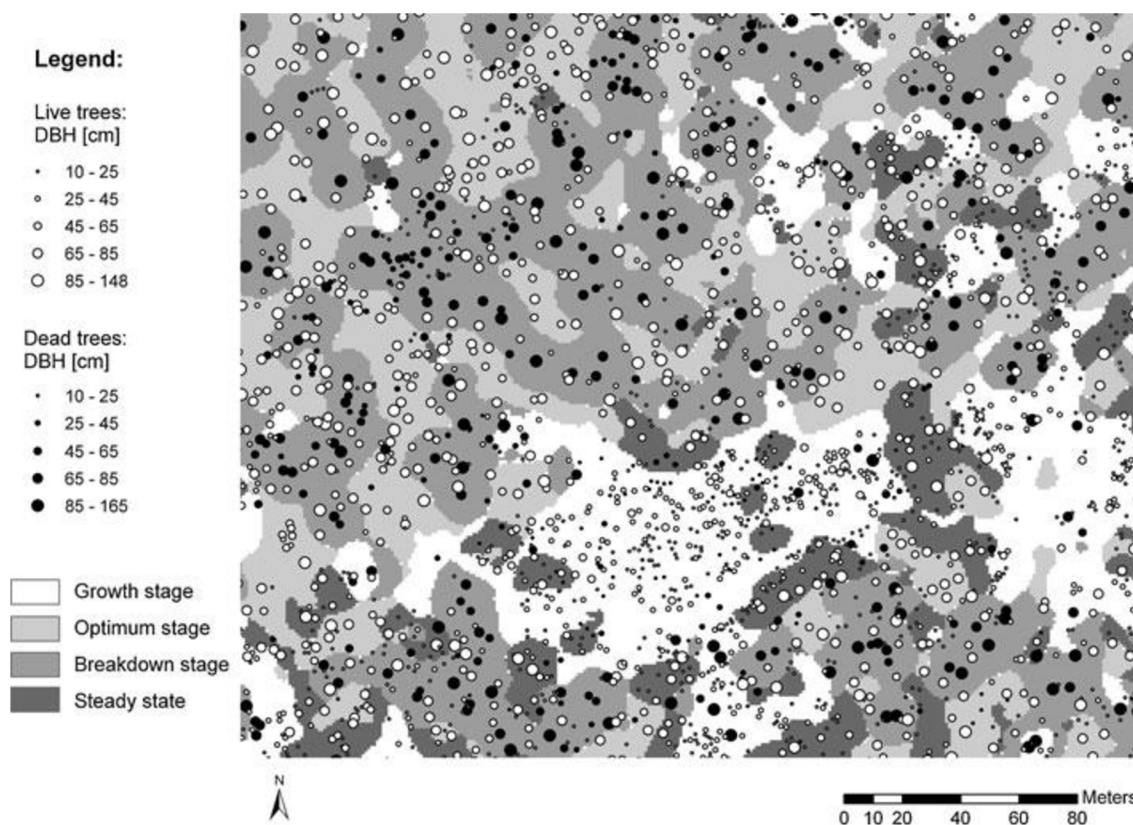 Legend:
Live trees:
DBH [cm]
10 - 25
25 - 45
45 - 65
65 - 85
85 - 148
Dead trees:
DBH [cm]
10 - 25
25 - 45
45 - 65
65 - 85
85 - 165
Growth stage
Optimum stage
Breakdown stage
Steady state
N
Meters
0 10 20 40 60 80